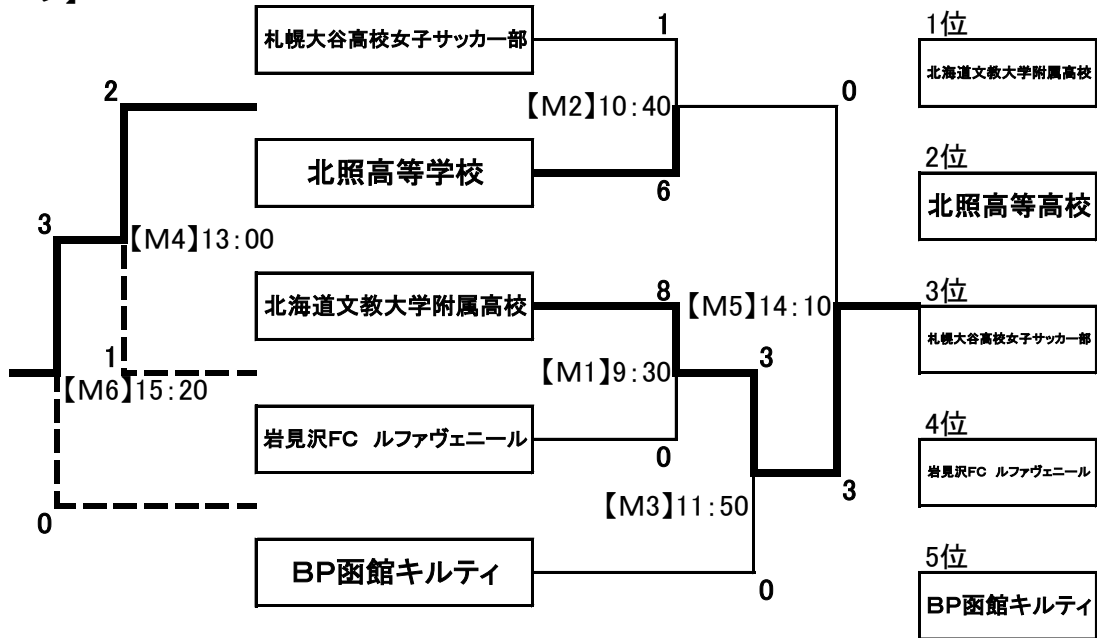 】
札幌大谷高校女子サッカー部
1
1位
北海道文教大学附属高校
2
【M2】10:40
0
北照高等学校
6
2位
北照高等高校
3
【M4】13:00
北海道文教大学附属高校
8
【M5】14:10
3位
札幌大谷高校女子サッカー部
1
【M6】15:20
【M1】9:30
3
岩見沢FC ルファヴェニール
0
4位
岩見沢FC ルファヴェニール
0
【M3】11:50
3
BP函館キルティ
0
5位
BP函館キルティ